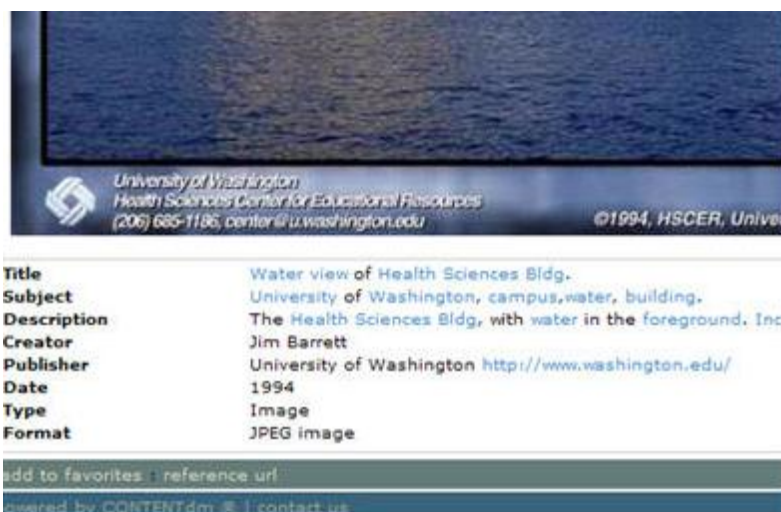 University of Washington
Health Sciences Center for Educational Resources
(206) 685-1186, center@u.washington.edu
©1994, HSCER, Unive
Title Water view of Health Sciences Bldg.
Subject University of Washington, campus,water, building.
Description The Health Sciences Bldg, with water in the foreground. Inc
Creator Jim Barrett
Publisher University of Washington http://www.washington.edu/
Date 1994
Type Image
Format JPEG image
add to favorites : reference url
powered by CONTENTdm ® | contact us